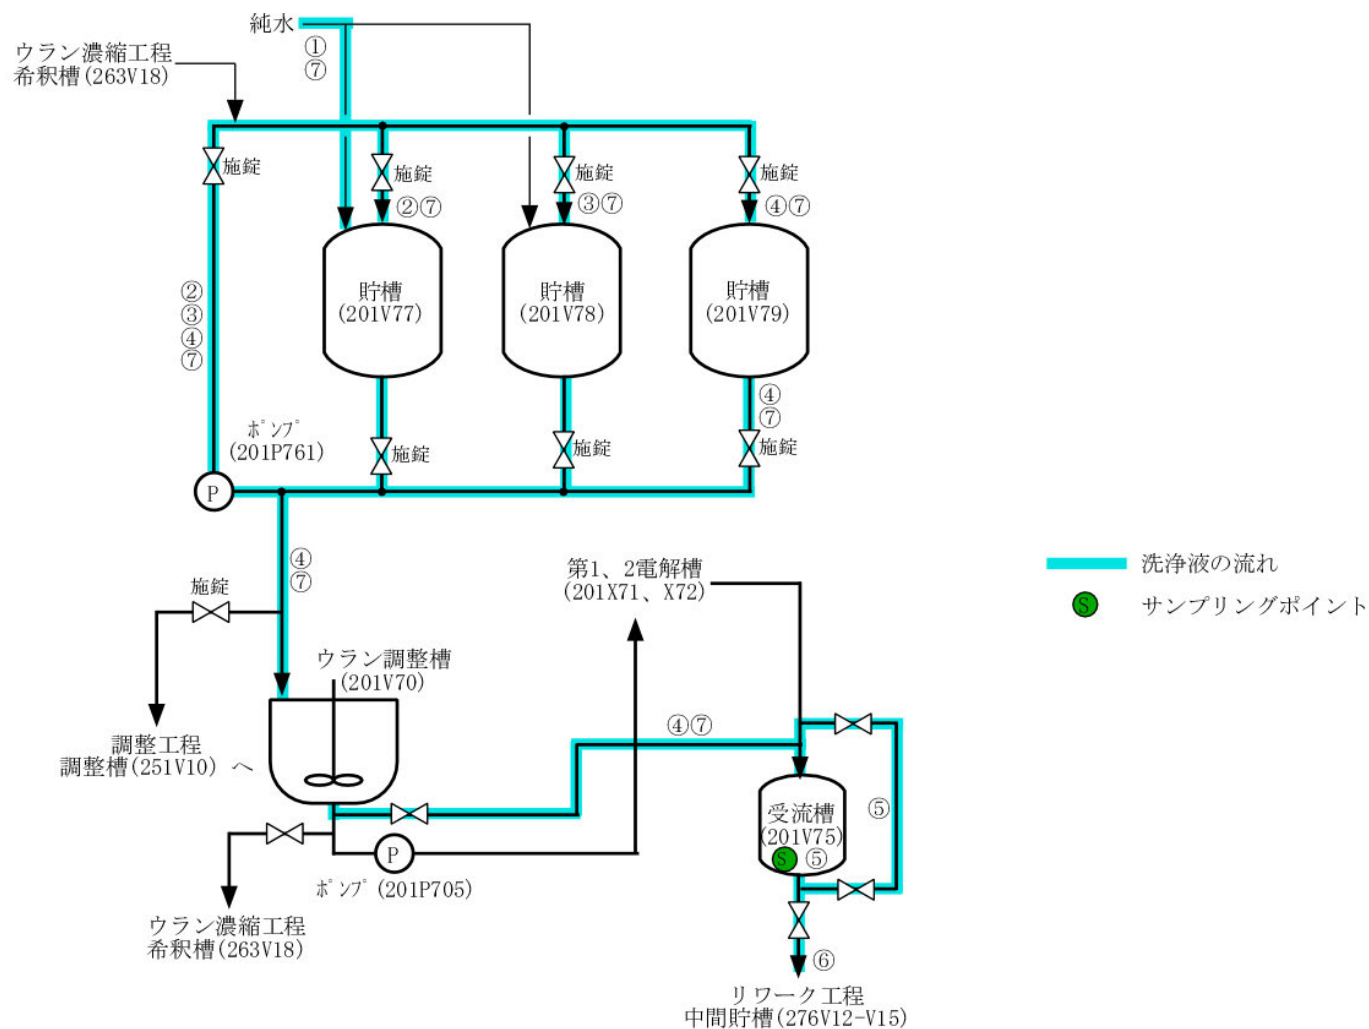 純水
①
⑦
ウラン濃縮工程
希釈槽(263V18)
施錠
施錠
施錠
施錠
②⑦
③⑦
④⑦
貯槽
(201V77)
貯槽
(201V78)
貯槽
(201V79)
②
③
④
⑦
④
⑦
ポンプ
(201P761)
施錠
施錠
施錠
P
④
⑦
施錠
第1、2電解槽
(201X71、X72)
洗浄液の流れ
S
サンプリングポイント
ウラン調整槽
(201V70)
④⑦
調整工程
調整槽(251V10) へ
受流槽
(201V75)
S
⑤
⑤
P
ポンプ(201P705)
ウラン濃縮工程
希釈槽(263V18)
⑥
リワーク工程
中間貯槽(276V12-V15)